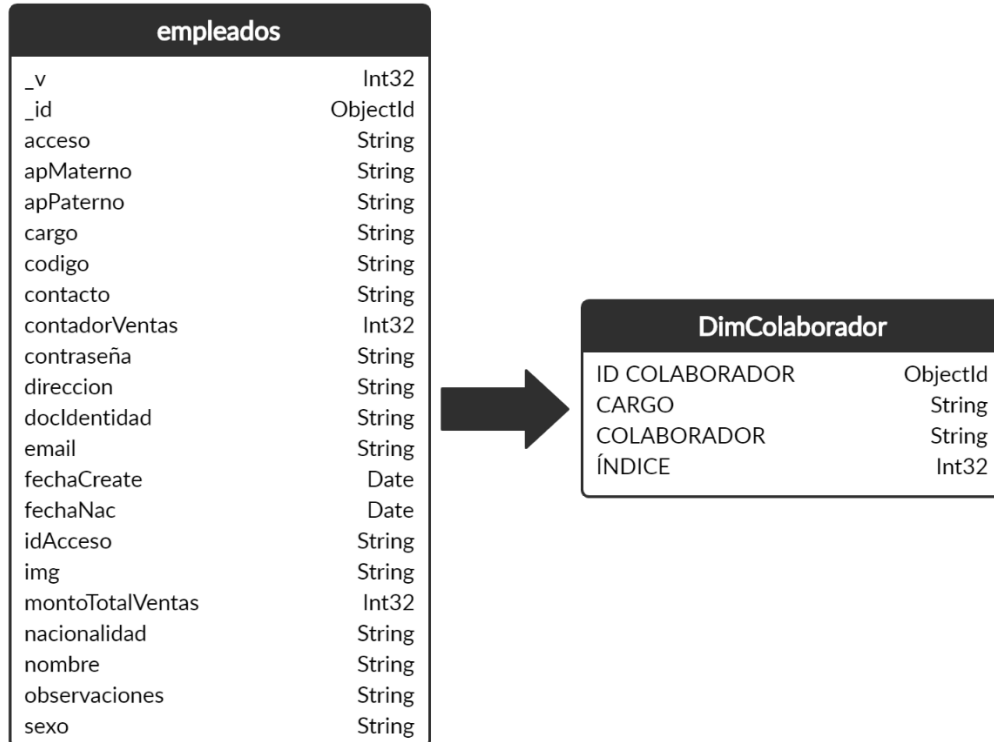 empleados
_v Int32
_id ObjectId
acceso String
apMaterno String
apPaterno String
cargo String
codigo String
contacto String
contadorVentas Int32
contraseña String
direccion String
docIdentidad String
email String
fechaCreate Date
fechaNac Date
idAcceso String
img String
montoTotalVentas Int32
nacionalidad String
nombre String
observaciones String
sexo String
DimColaborador
ID COLABORADOR ObjectId
CARGO String
COLABORADOR String
ÍNDICE Int32